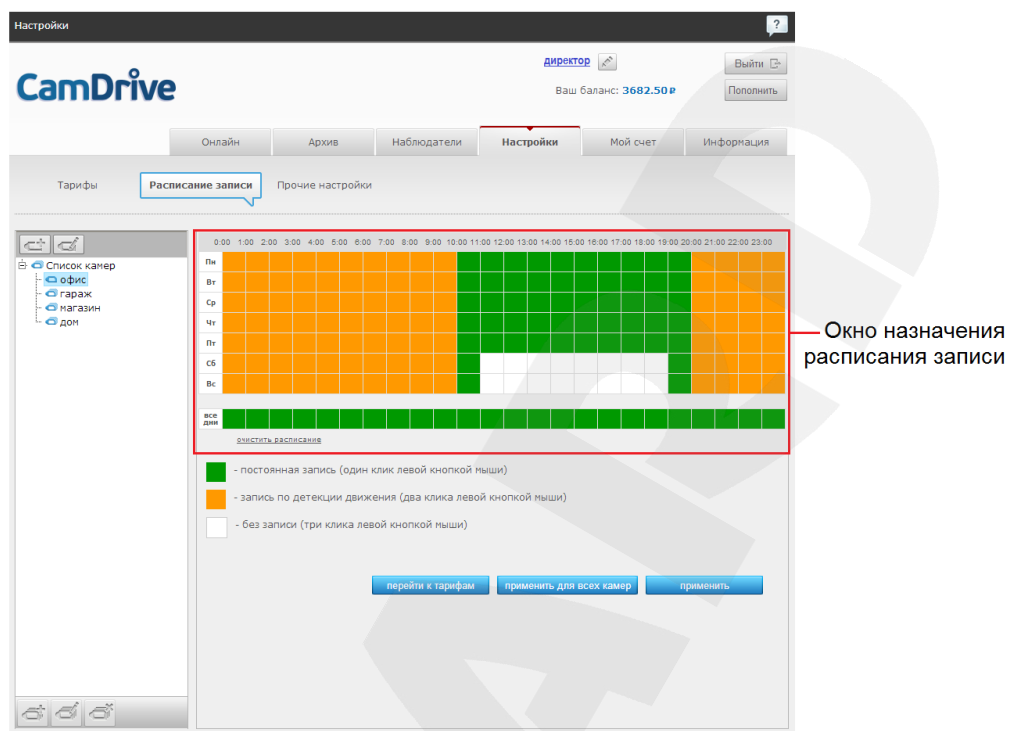 Настройки
?
CamDrive
директор
Выйти
Ваш баланс: 3682.50 ₽
Пополнить
Онлайн Архив Наблюдатели Настройки Мой счет Информация
Тарифы Расписание записи Прочие настройки
0:00 1:00 2:00 3:00 4:00 5:00 6:00 7:00 8:00 9:00 10:00 11:00 12:00 13:00 14:00 15:00 16:00 17:00 18:00 19:00 20:00 21:00 22:00 23:00
Список камер
офис
гараж
магазин
дом
Пн
Вт
Ср
Чт
Пт
Сб
Вс
все
дни
очистить расписание
Окно назначения
расписания записи
- постоянная запись (один клик левой кнопкой мыши)
- запись по детекции движения (два клика левой кнопкой мыши)
- без записи (три клика левой кнопкой мыши)
перейти к тарифам применить для всех камер применить